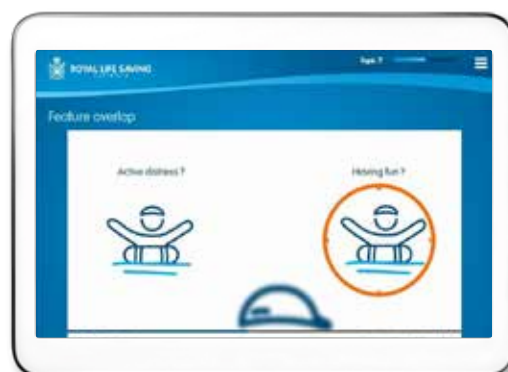 ROYAL LIFE SAVING
Feature overlap
Active distress ?
Having fun ?